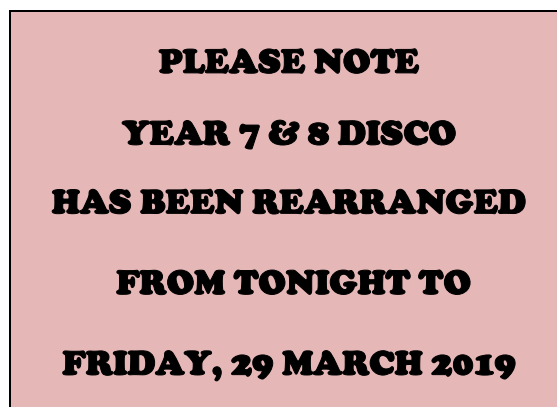 PLEASE NOTE
YEAR 7 & 8 DISCO
HAS BEEN REARRANGED
FROM TONIGHT TO
FRIDAY, 29 MARCH 2019